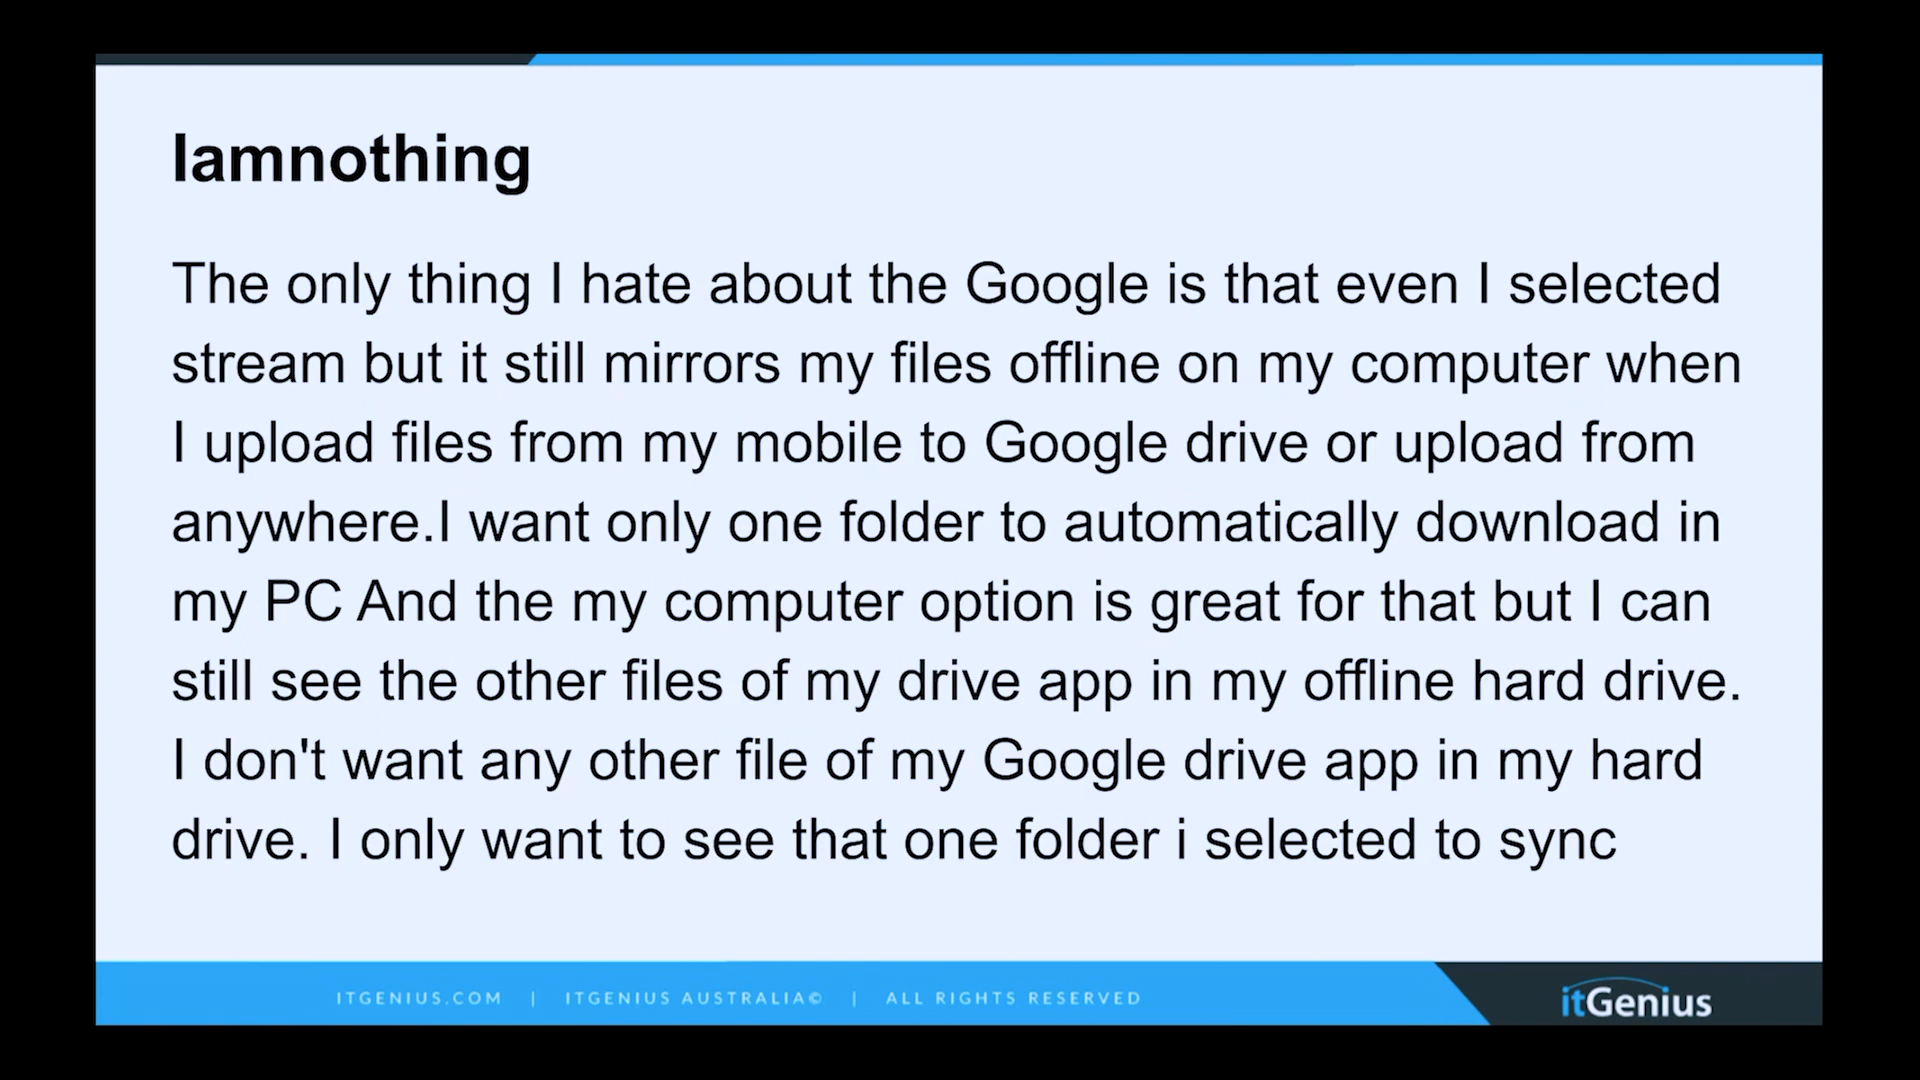 Iamnothing
The only thing I hate about the Google is that even I selected
stream but it still mirrors my files offline on my computer when
I upload files from my mobile to Google drive or upload from
anywhere.I want only one folder to automatically download in
my PC And the my computer option is great for that but I can
still see the other files of my drive app in my offline hard drive.
I don't want any other file of my Google drive app in my hard
drive. I only want to see that one folder i selected to sync
ITGENIUS.COM | ITGENIUS AUSTRALIA© | ALL RIGHTS RESERVED
itGenius